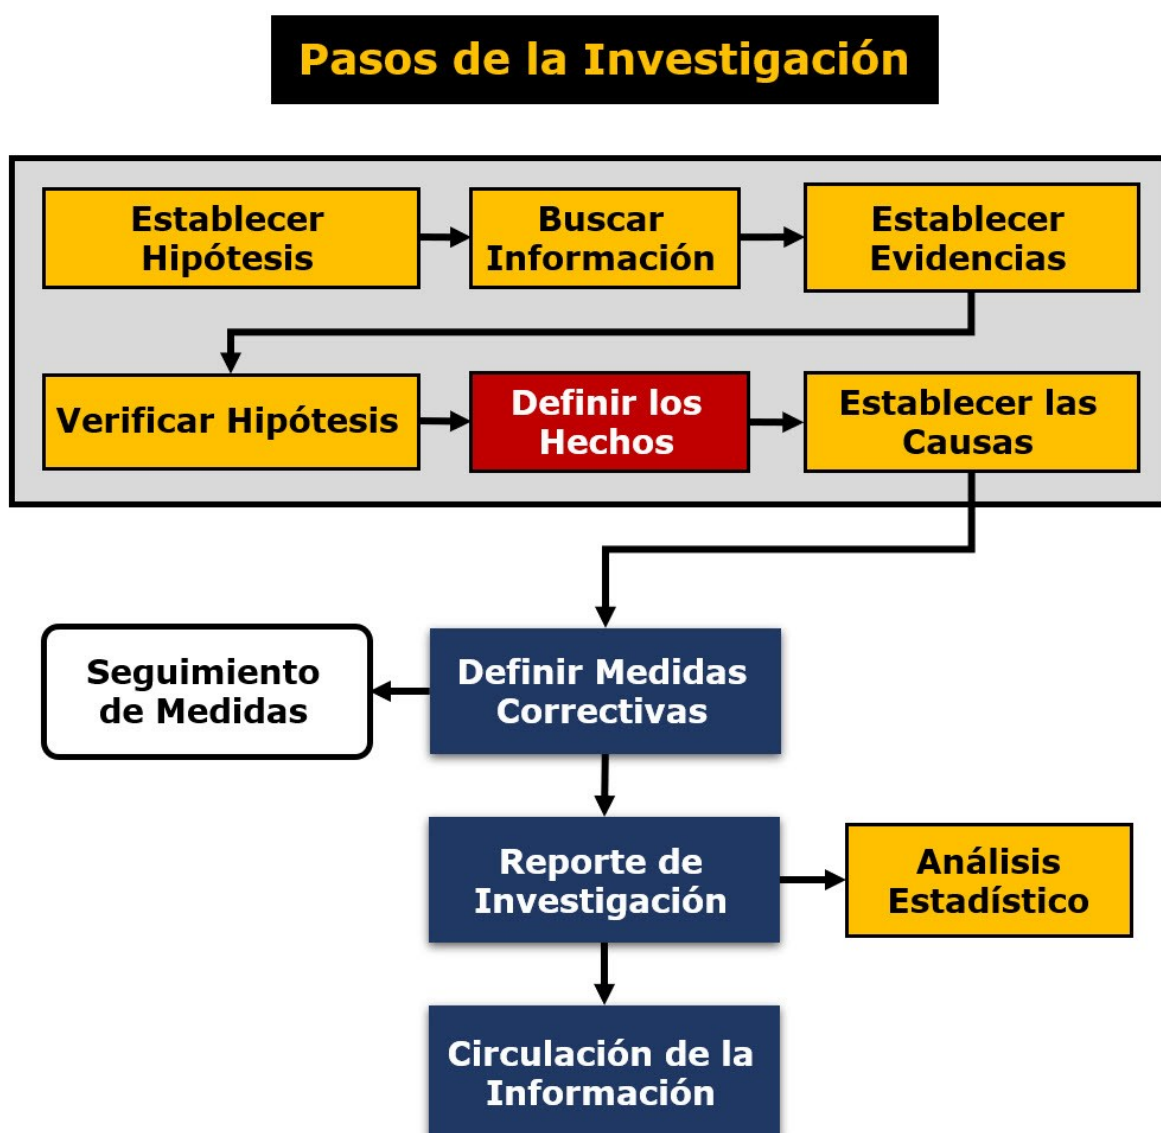 Pasos de la Investigación
Establecer
Hipótesis
Buscar
Información
Establecer
Evidencias
Verificar Hipótesis
Definir los
Hechos
Establecer las
Causas
Seguimiento
de Medidas
Definir Medidas
Correctivas
Reporte de
Investigación
Análisis
Estadístico
Circulación de la
Información